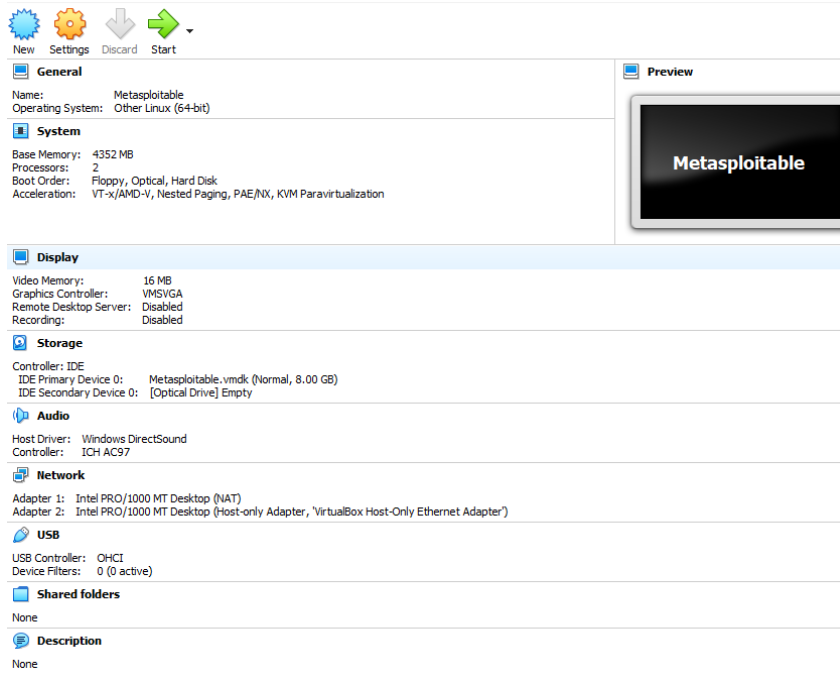 New Settings Discard Start
General
Name: Metasploitable
Operating System: Other Linux (64-bit)
Preview
Metasploitable
System
Base Memory: 4352 MB
Processors: 2
Boot Order: Floppy, Optical, Hard Disk
Acceleration: VT-x/AMD-V, Nested Paging, PAE/NX, KVM Paravirtualization
Display
Video Memory: 16 MB
Graphics Controller: VMSVGA
Remote Desktop Server: Disabled
Recording: Disabled
Storage
Controller: IDE
IDE Primary Device 0: Metasploitable.vmdk (Normal, 8.00 GB)
IDE Secondary Device 0: [Optical Drive] Empty
Audio
Host Driver: Windows DirectSound
Controller: ICH AC97
Network
Adapter 1: Intel PRO/1000 MT Desktop (NAT)
Adapter 2: Intel PRO/1000 MT Desktop (Host-only Adapter, 'VirtualBox Host-Only Ethernet Adapter')
USB
USB Controller: OHCI
Device Filters: 0 (0 active)
Shared folders
None
Description
None